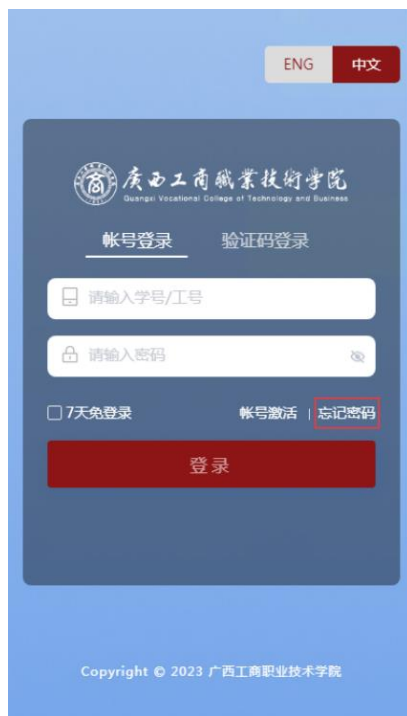 ENG 中文
商 广西工商职业技术学院
Guangxi Vocational College of Technology and Business
帐号登录 验证码登录
请输入学号/工号
请输入密码
7天免登录 帐号激活 | 忘记密码
登录
Copyright © 2023 广西工商职业技术学院